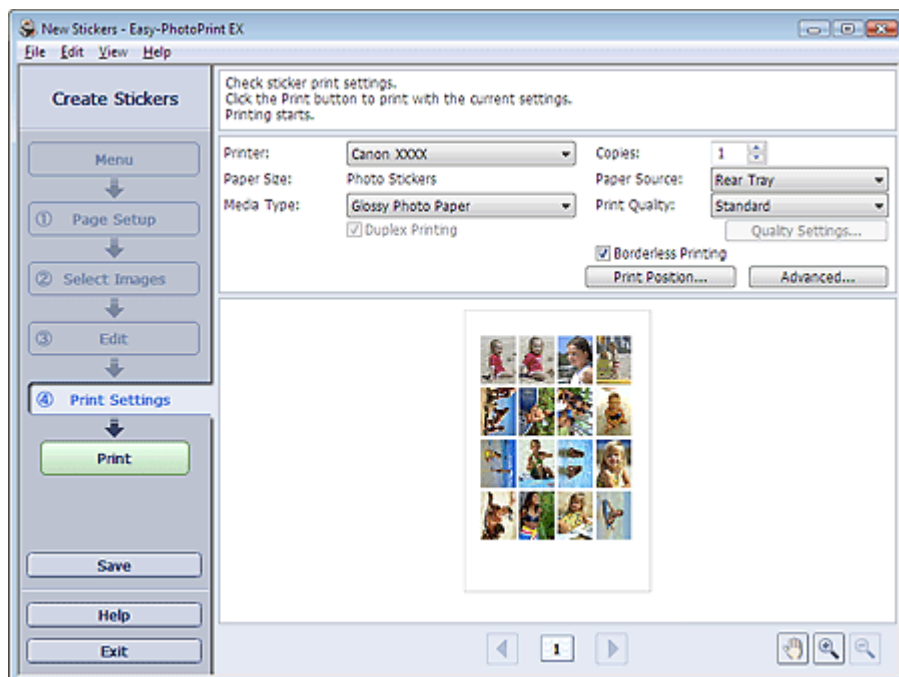 New Stickers - Easy-PhotoPrint EX
File Edit View Help
Create Stickers
Menu
① Page Setup
② Select Images
③ Edit
④ Print Settings
Print
Save
Help
Exit
Check sticker print settings.
Click the Print button to print with the current settings.
Printing starts.
Printer: Canon XXXX Copies: 1
Paper Size: Photo Stickers Paper Source: Rear Tray
Media Type: Glossy Photo Paper Print Quality: Standard
Duplex Printing Quality Settings...
Borderless Printing
Print Position... Advanced...
1